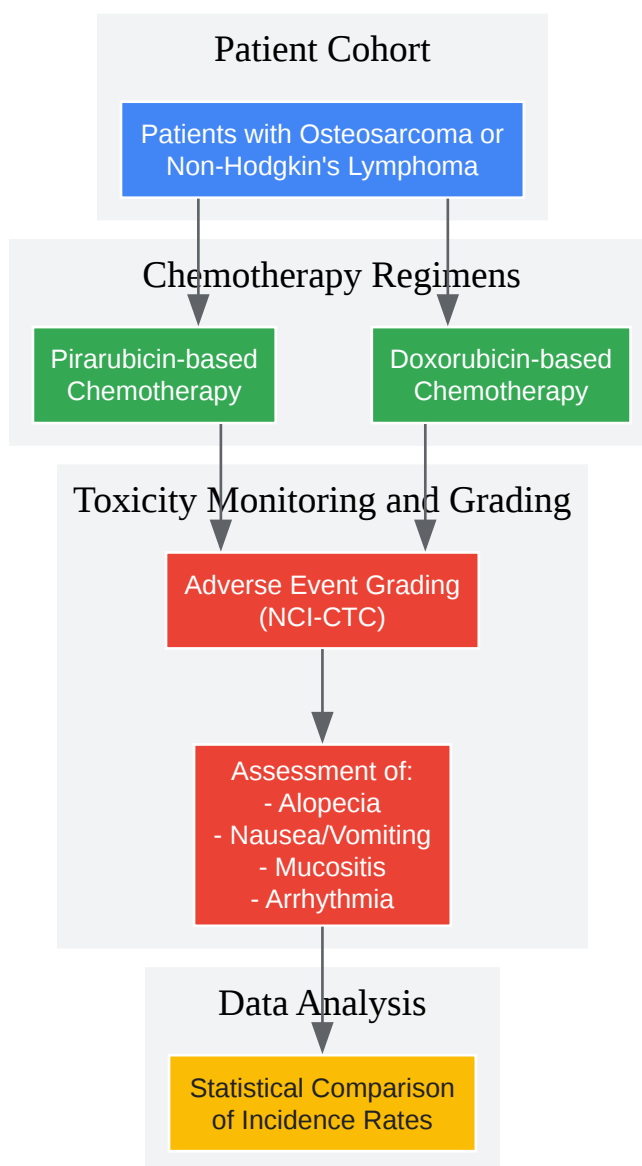 Patient Cohort
Patients with Osteosarcoma or
Non-Hodgkin's Lymphoma
Chemotherapy Regimens
Pirarubicin-based
Chemotherapy
Doxorubicin-based
Chemotherapy
Toxicity Monitoring and Grading
Adverse Event Grading
(NCI-CTC)
Assessment of:
- Alopecia
- Nausea/Vomiting
- Mucositis
- Arrhythmia
Data Analysis
Statistical Comparison
of Incidence Rates